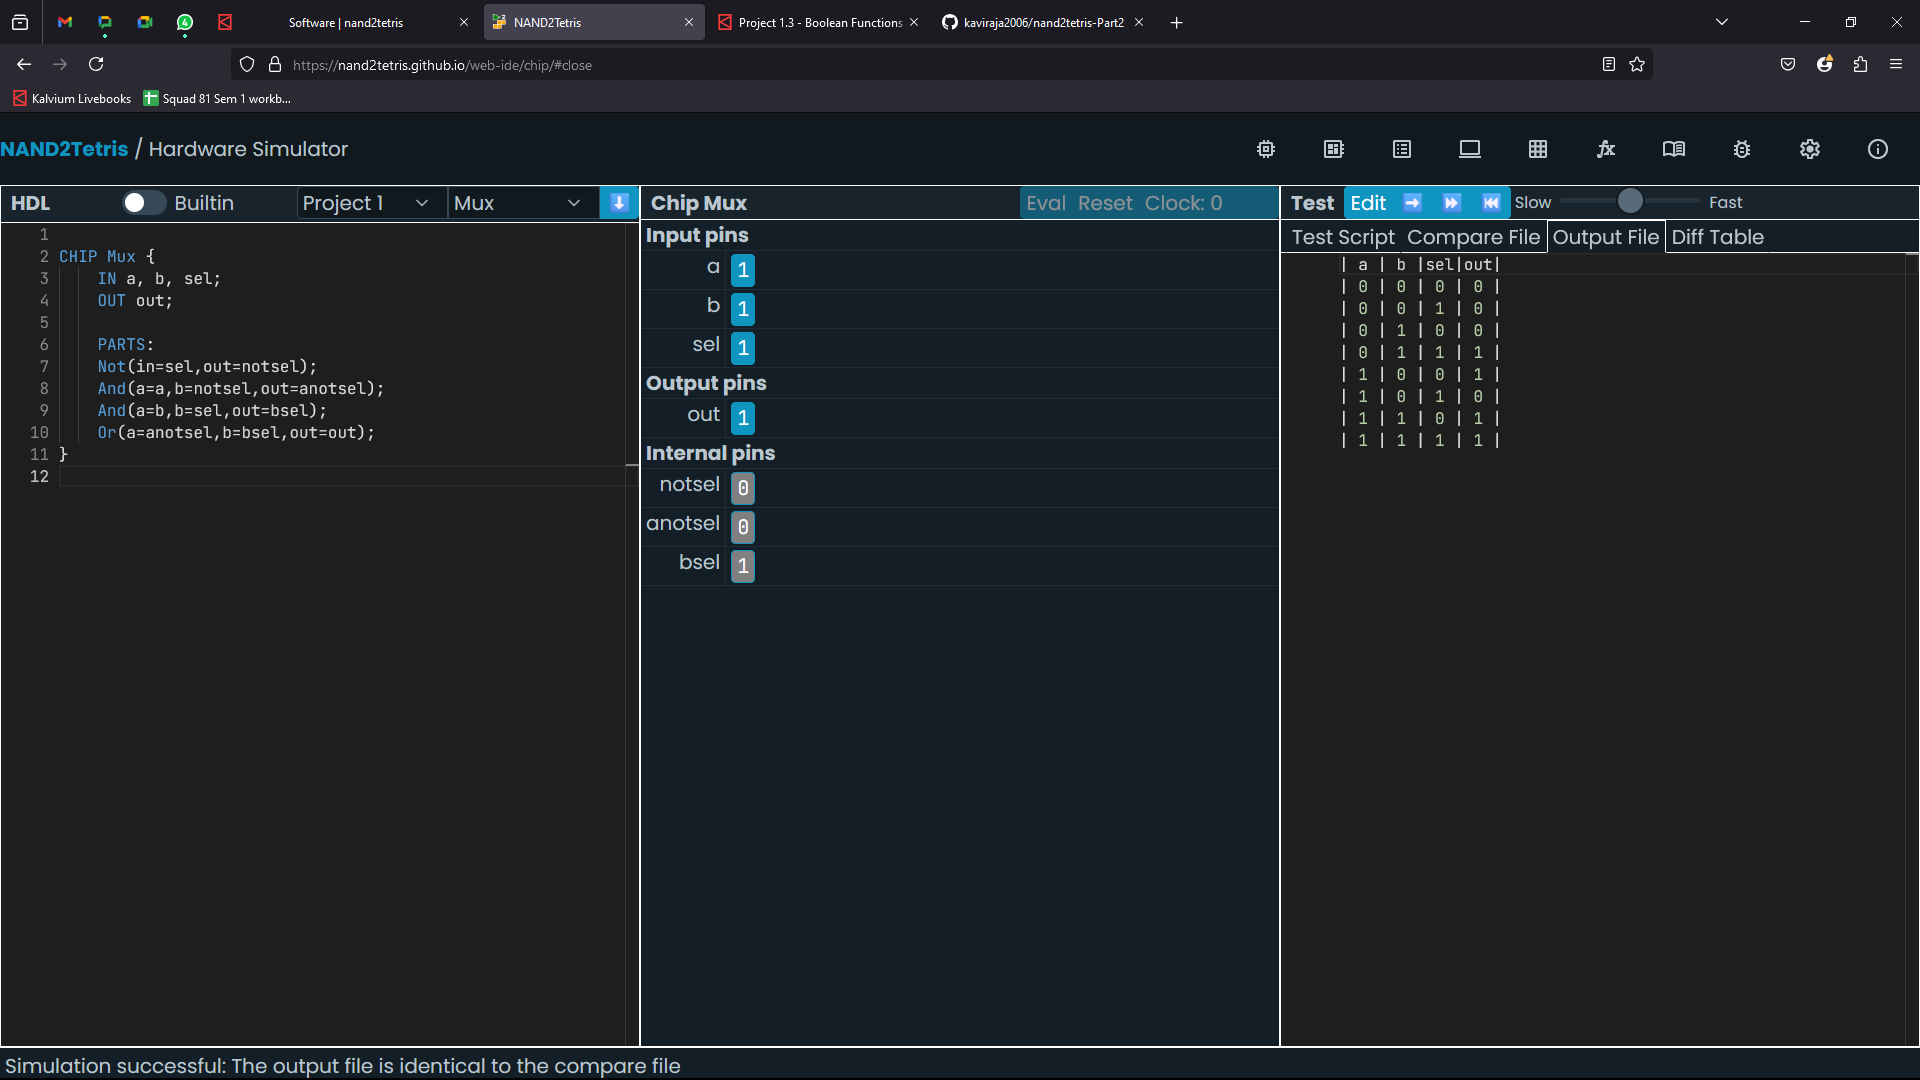 4
Software | nand2tetris
NAND2Tetris
Project 1.3 - Boolean Functions
kaviraja2006/nand2tetris-Part2
https://nand2tetris.github.io/web-ide/chip/#close
Kalvium Livebooks
Squad 81 Sem 1 workb...
NAND2Tetris / Hardware Simulator
HDL
Builtin
Project 1
Mux
1
2 CHIP Mux {
3 IN a, b, sel;
4 OUT out;
5
6 PARTS:
7 Not(in=sel,out=notsel);
8 And(a=a,b=notsel,out=anotsel);
9 And(a=b,b=sel,out=bsel);
10 Or(a=anotsel,b=bsel,out=out);
11 }
12
Chip Mux
Eval Reset Clock: 0
Input pins
a 1
b 1
sel 1
Output pins
out 1
Internal pins
notsel 0
anotsel 0
bsel 1
Test Edit Slow Fast
Test Script Compare File Output File Diff Table
| a | b |sel|out|
| 0 | 0 | 0 | 0 |
| 0 | 0 | 1 | 0 |
| 0 | 1 | 0 | 0 |
| 0 | 1 | 1 | 1 |
| 1 | 0 | 0 | 1 |
| 1 | 0 | 1 | 0 |
| 1 | 1 | 0 | 1 |
| 1 | 1 | 1 | 1 |
Simulation successful: The output file is identical to the compare file